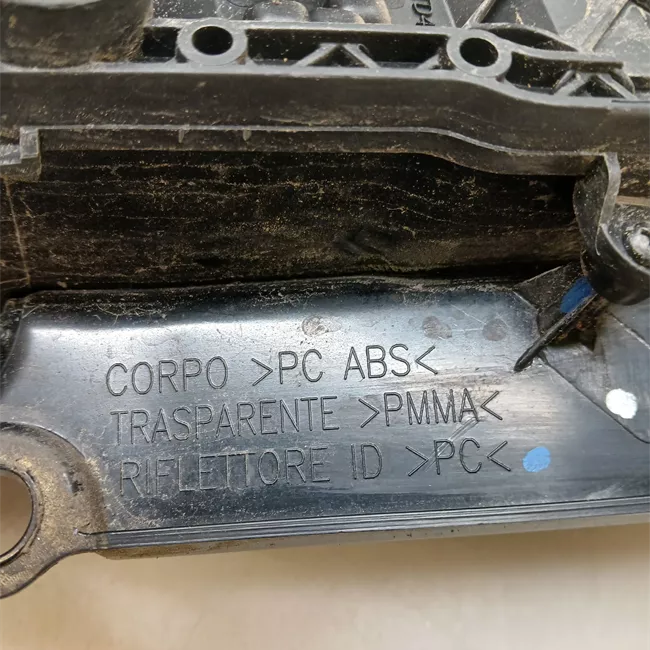 CORPO >PC ABS<
TRASPARENTE >PMMA<
RIFLETTORE ID >PC<